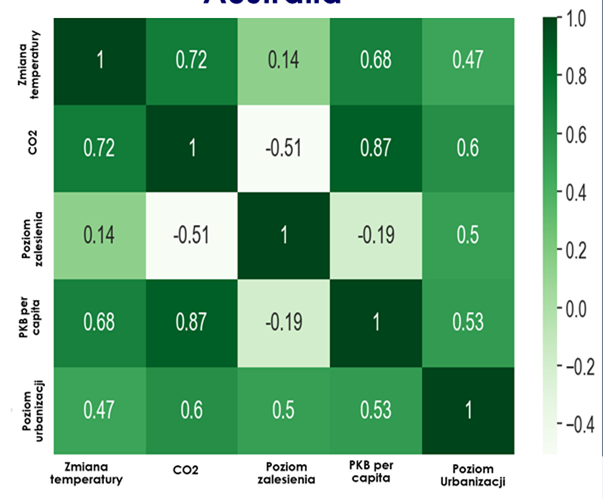 Australia
1.0
Zmiana
temperatury
1 0.72 0.14 0.68 0.47
0.8
CO2
0.72 1 -0.51 0.87 0.6
0.6
0.4
Poziom
zalesienia
0.14 -0.51 1 -0.19 0.5
0.2
0.0
PKB per
capita
0.68 0.87 -0.19 1 0.53
-0.2
Poziom
urbanizacji
0.47 0.6 0.5 0.53 1
-0.4
Zmiana
temperatury
CO2
Poziom
zalesienia
PKB per
capita
Poziom
Urbanizacji